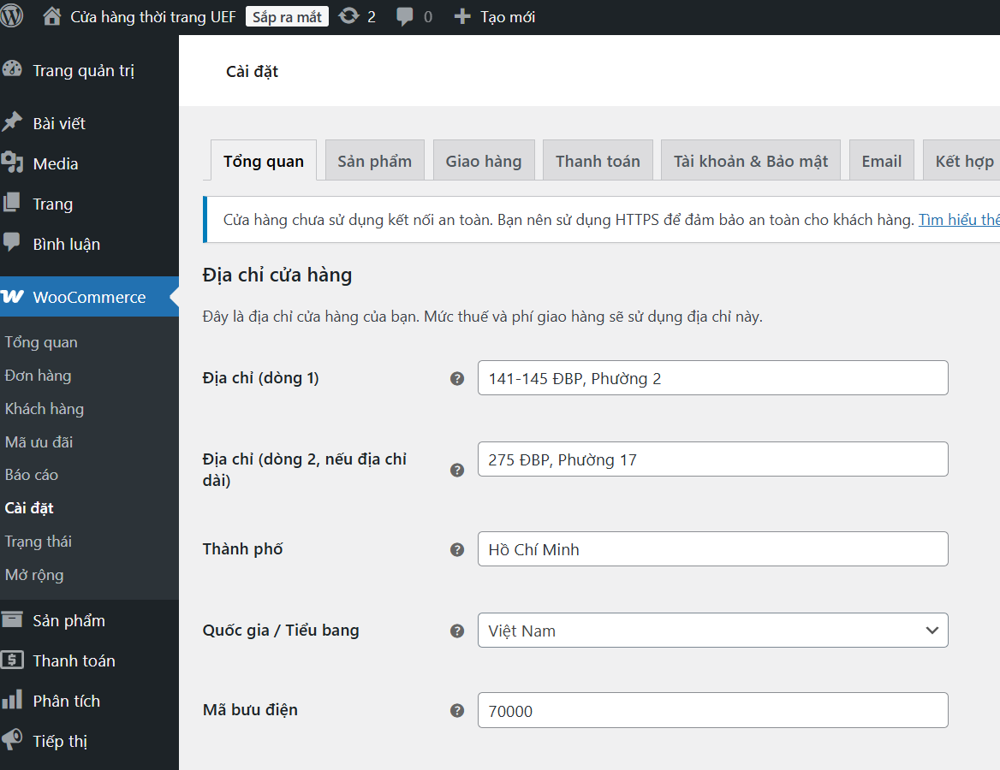 Cửa hàng thời trang UEF Sắp ra mắt 2 0 Tạo mới
Trang quản trị
Bài viết
Media
Trang
Bình luận
WooCommerce
Tổng quan
Đơn hàng
Khách hàng
Mã ưu đãi
Báo cáo
Cài đặt
Trạng thái
Mở rộng
Sản phẩm
Thanh toán
Phân tích
Tiếp thị
Cài đặt
Tổng quan Sản phẩm Giao hàng Thanh toán Tài khoản & Bảo mật Email Kết hợp
Cửa hàng chưa sử dụng kết nối an toàn. Bạn nên sử dụng HTTPS để đảm bảo an toàn cho khách hàng. Tìm hiểu thê
Địa chỉ cửa hàng
Đây là địa chỉ cửa hàng của bạn. Mức thuế và phí giao hàng sẽ sử dụng địa chỉ này.
Địa chỉ (dòng 1) 141-145 ĐBP, Phường 2
Địa chỉ (dòng 2, nếu địa chỉ
dài)
275 ĐBP, Phường 17
Thành phố Hồ Chí Minh
Quốc gia / Tiểu bang Việt Nam
Mã bưu điện 70000